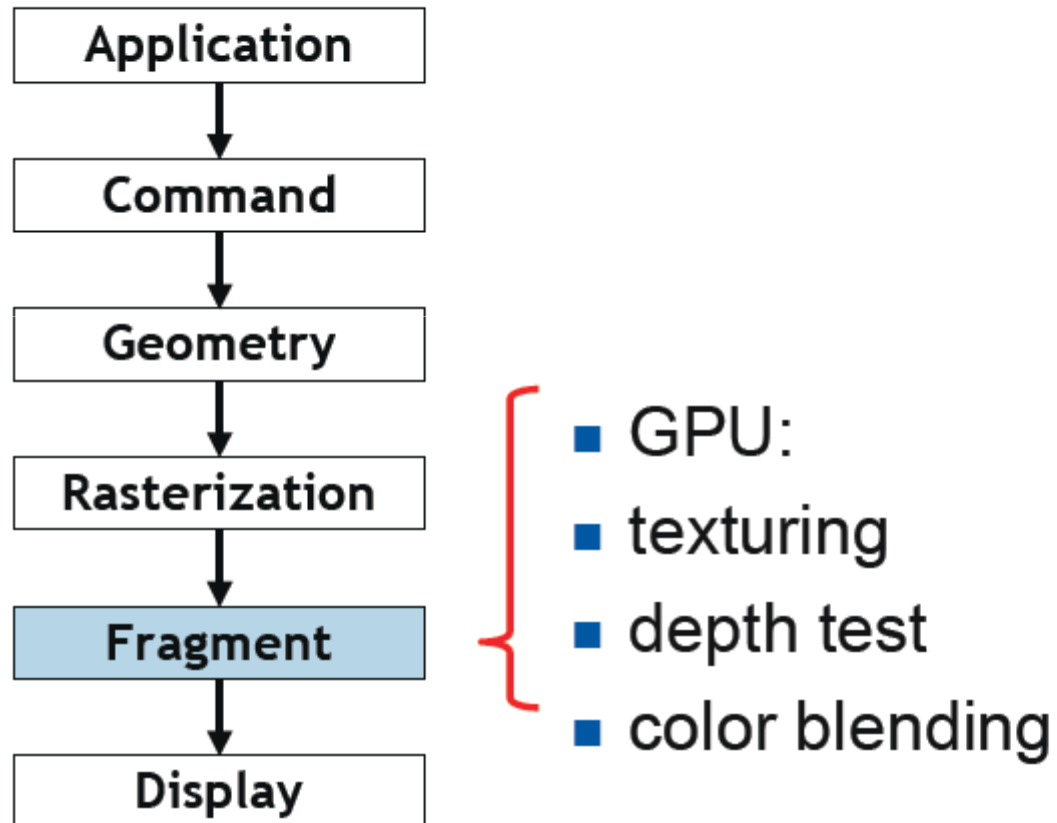 Application
Command
Geometry
Rasterization
Fragment
Display
GPU:
texturing
depth test
color blending